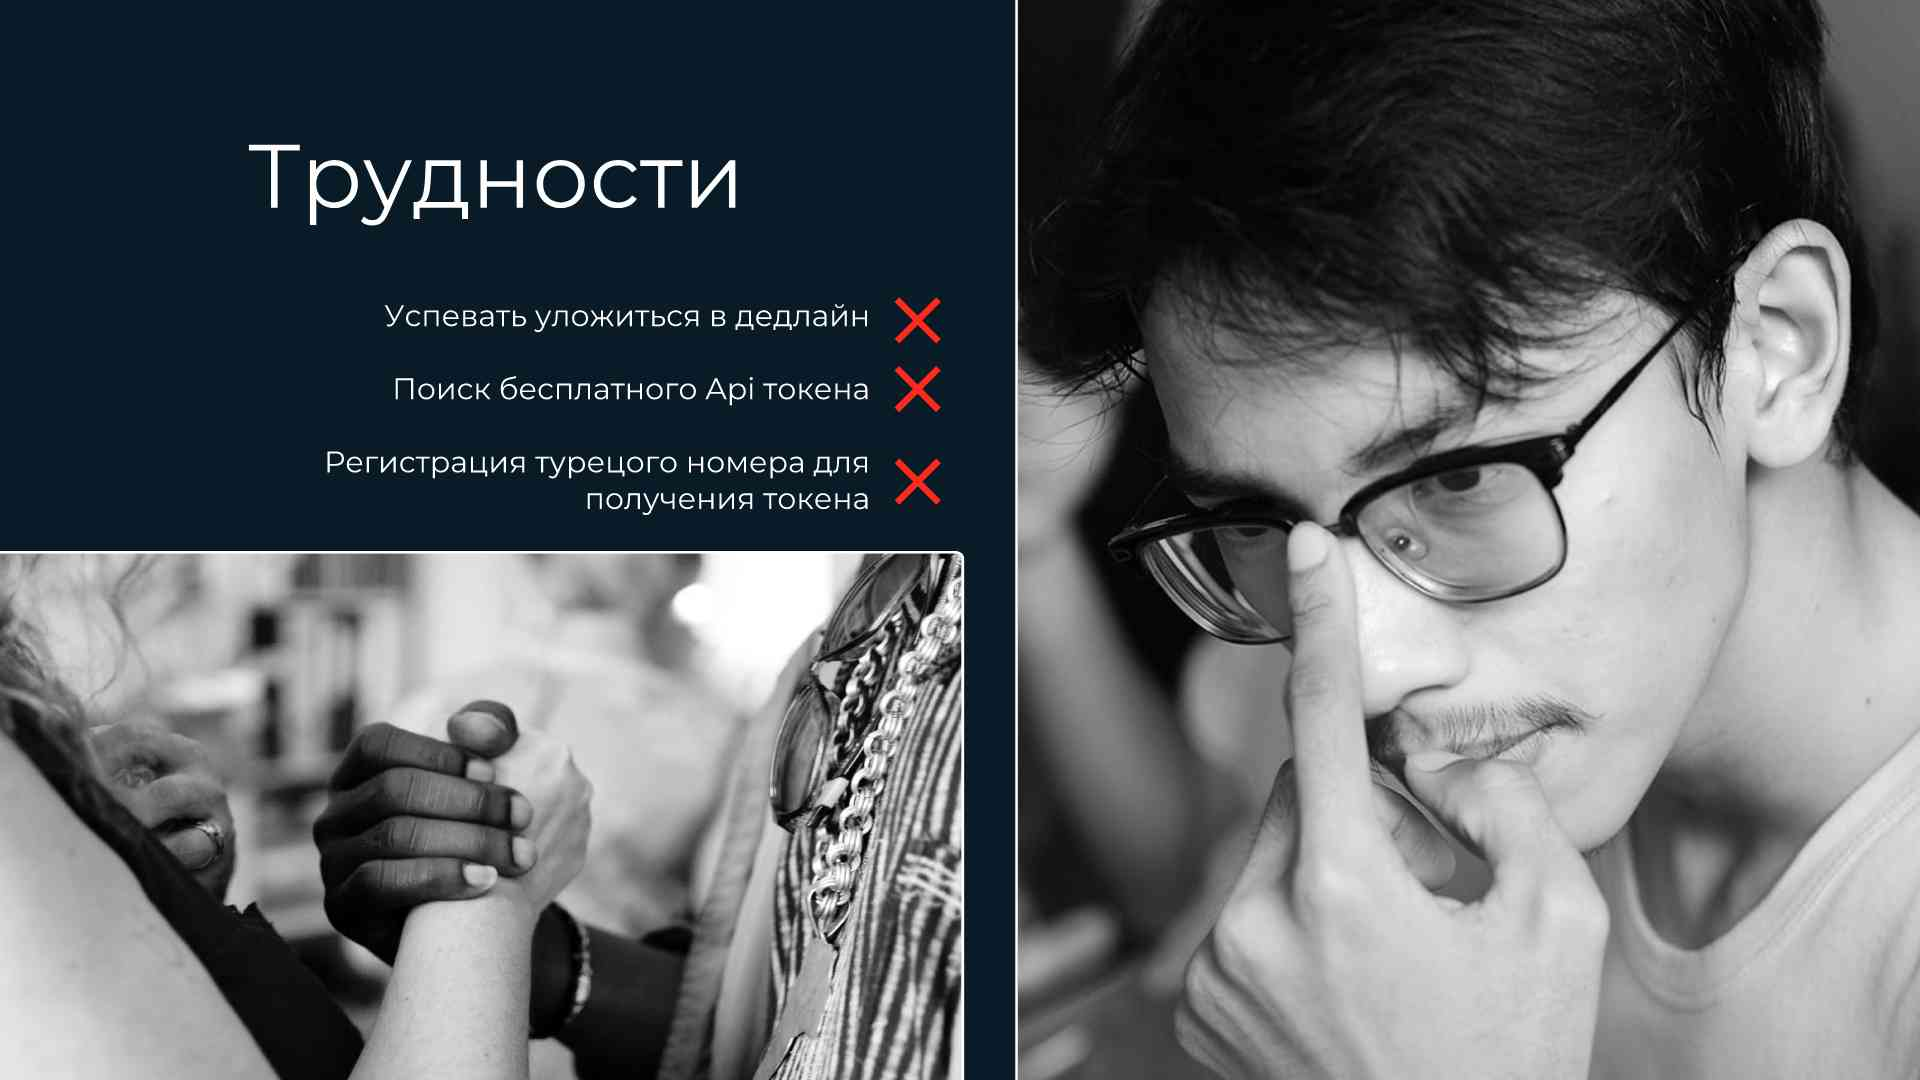 Трудности
Успевать уложиться в дедлайн
Поиск бесплатного Api токена
Регистрация турецого номера для
получения токена